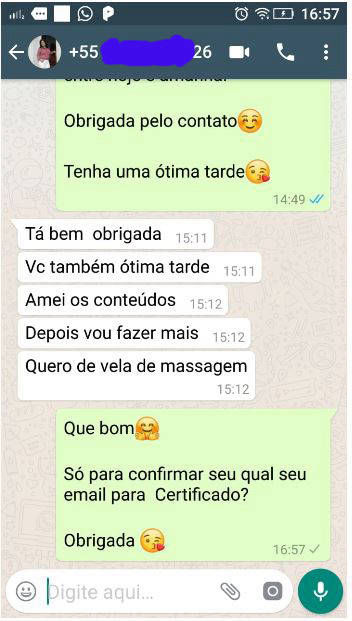 16:57
+55 26
Obrigada pelo contato
Tenha uma ótima tarde
14:49
Tá bem obrigada 15:11
Vc também ótima tarde 15:11
Amei os conteúdos 15:12
Depois vou fazer mais 15:12
Quero de vela de massagem
15:12
Que bom
Só para confirmar seu qual seu
email para Certificado?
Obrigada
16:57
Digite aqui...